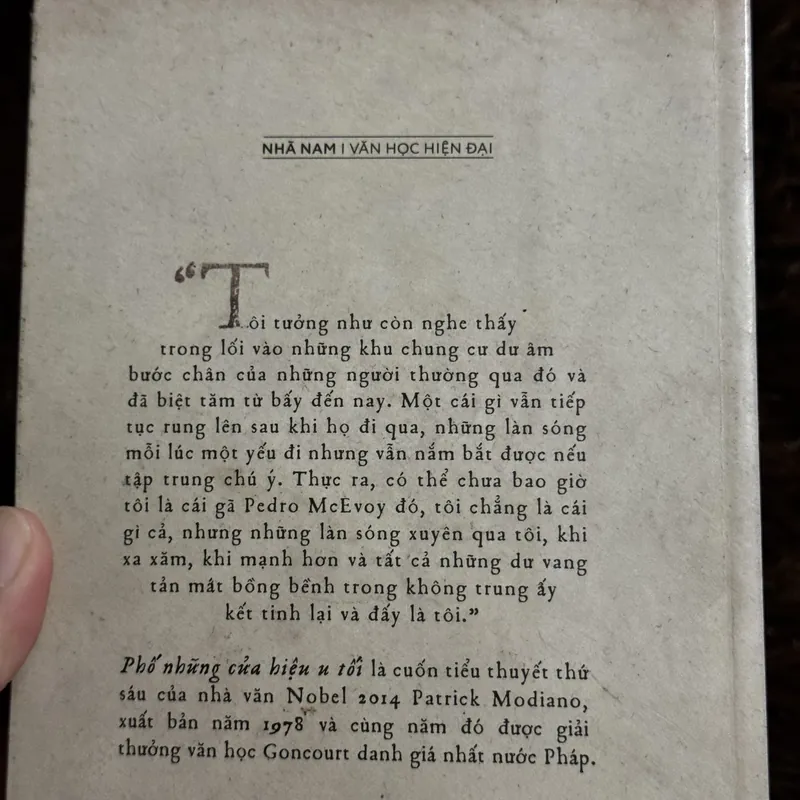 NHÃ NAM | VĂN HỌC HIỆN ĐẠI
“Tôi tưởng như còn nghe thấy
trong lối vào những khu chung cư dư âm
bước chân của những người thường qua đó và
đã biệt tăm từ bấy đến nay. Một cái gì vẫn tiếp
tục rung lên sau khi họ đi qua, những làn sóng
mỗi lúc một yếu đi nhưng vẫn nắm bắt được nếu
tập trung chú ý. Thực ra, có thể chưa bao giờ
tôi là cái gã Pedro McEvoy đó, tôi chẳng là cái
gì cả, nhưng những làn sóng xuyên qua tôi, khi
xa xăm, khi mạnh hơn và tất cả những dư vang
tản mát bồng bềnh trong không trung ấy
kết tinh lại và đấy là tôi.”
Phố những cửa hiệu u tối là cuốn tiểu thuyết thứ
sáu của nhà văn Nobel 2014 Patrick Modiano,
xuất bản năm 1978 và cùng năm đó được giải
thưởng văn học Goncourt danh giá nhất nước Pháp.